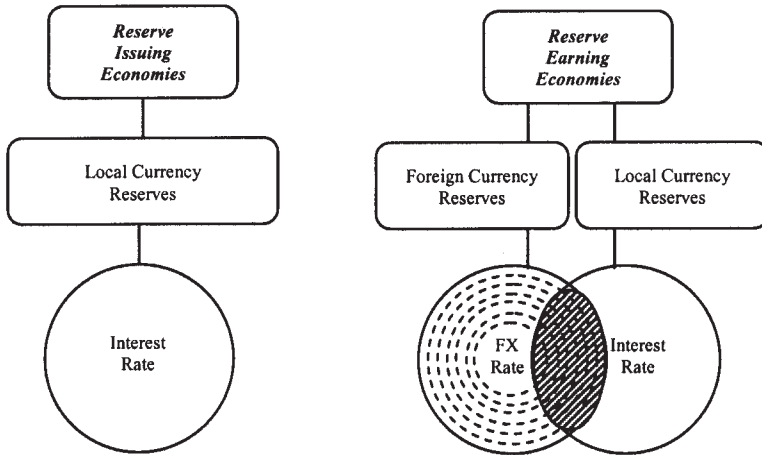 Reserve
Issuing
Economies
Local Currency
Reserves
Interest
Rate
Reserve
Earning
Economies
Foreign Currency
Reserves
Local Currency
Reserves
FX
Rate
Interest
Rate